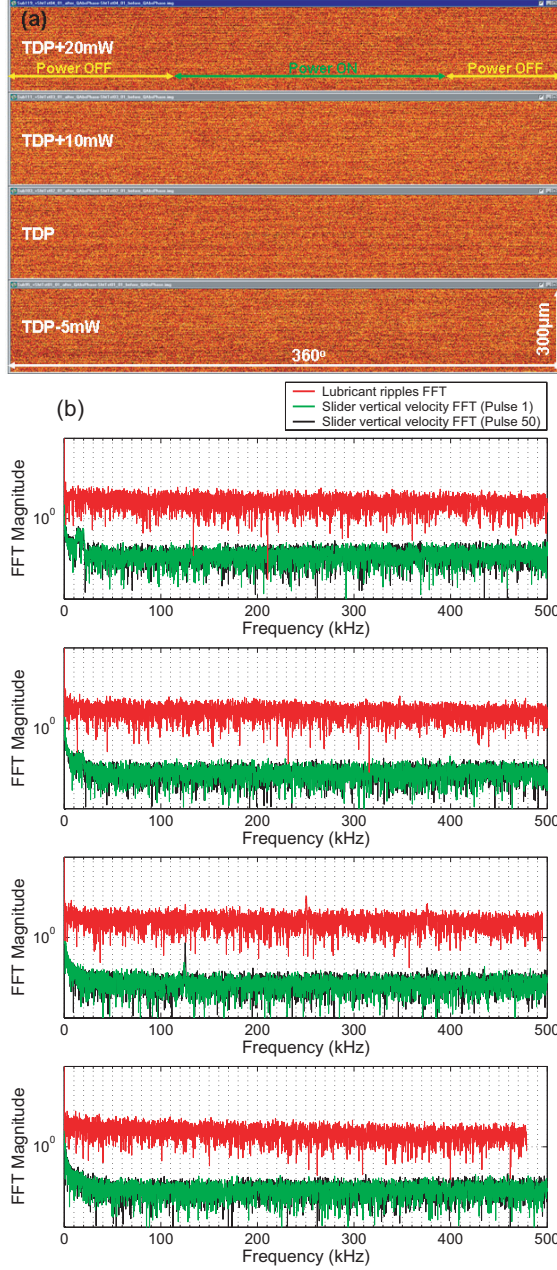 (a)
TDP+20mW
Power OFF Power ON Power OFF
TDP+10mW
TDP
TDP-5mW
300µm
360°
(b)
Lubricant ripples FFT
Slider vertical velocity FFT (Pulse 1)
Slider vertical velocity FFT (Pulse 50)
FFT Magnitude
10⁰
0 100 200 300 400 500
Frequency (kHz)
FFT Magnitude
10⁰
0 100 200 300 400 500
Frequency (kHz)
FFT Magnitude
10⁰
0 100 200 300 400 500
Frequency (kHz)
FFT Magnitude
10⁰
0 100 200 300 400 500
Frequency (kHz)